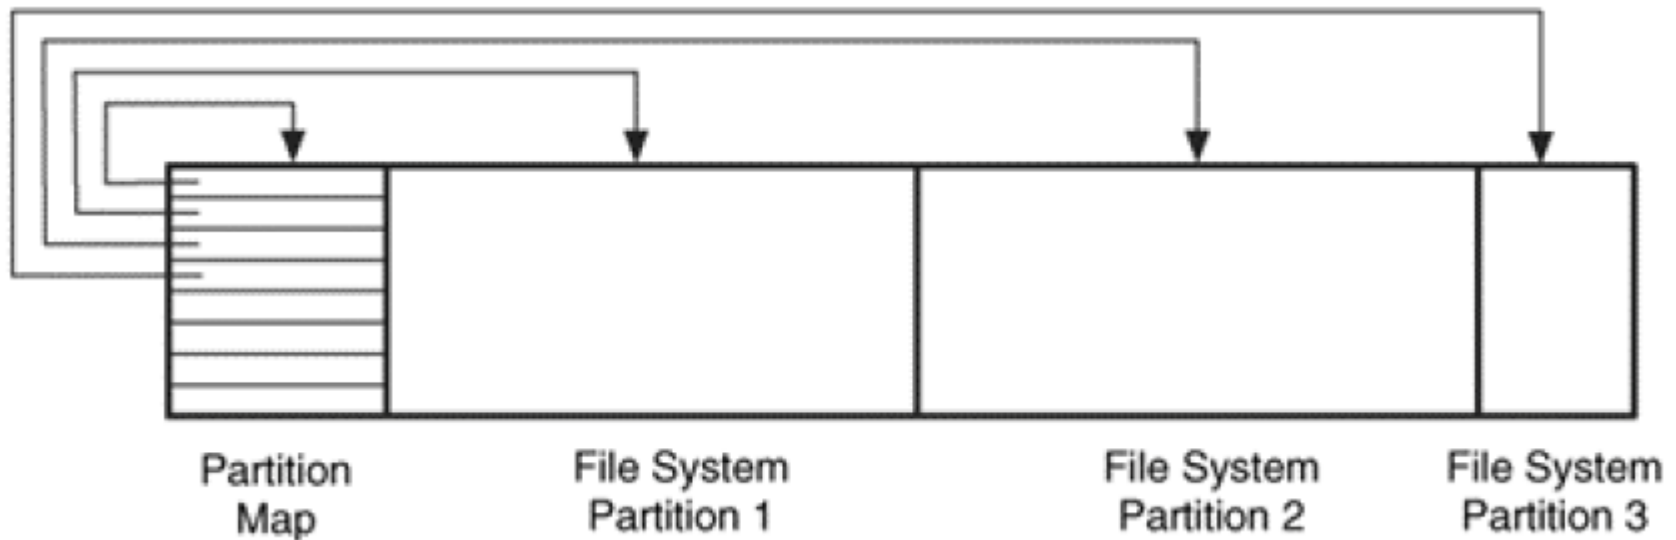 Partition
Map
File System
Partition 1
File System
Partition 2
File System
Partition 3